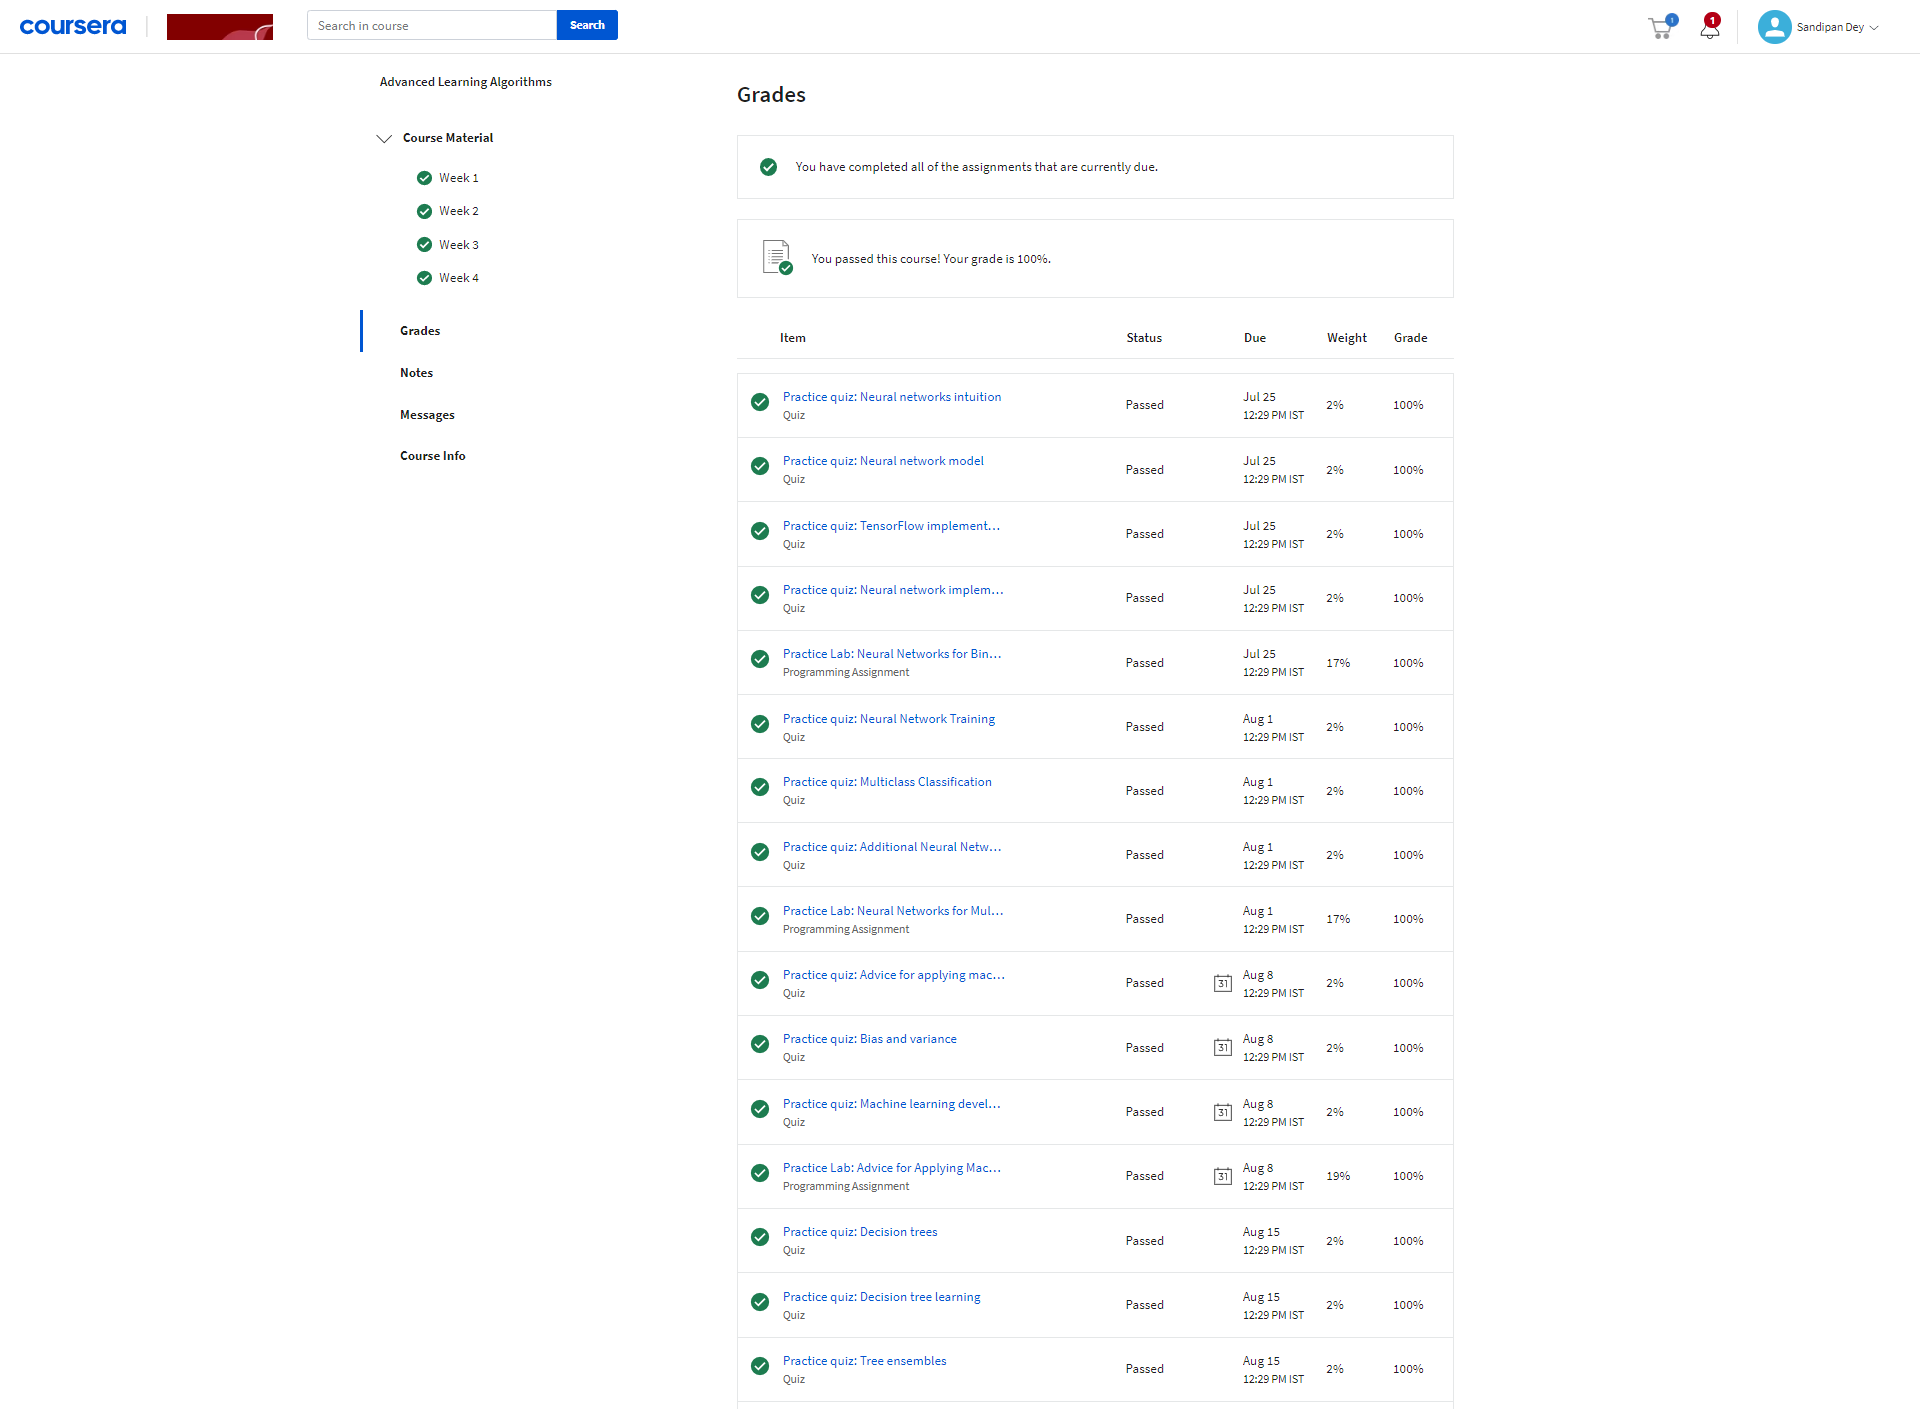 coursera
Search in course
Search
1
1
Sandipan Dey
Advanced Learning Algorithms
Course Material
Week 1
Week 2
Week 3
Week 4
Grades
Notes
Messages
Course Info
Grades
You have completed all of the assignments that are currently due.
You passed this course! Your grade is 100%.
Item Status Due Weight Grade
Practice quiz: Neural networks intuition
Quiz
Passed
Jul 25
12:29 PM IST
2%
100%
Practice quiz: Neural network model
Quiz
Passed
Jul 25
12:29 PM IST
2%
100%
Practice quiz: TensorFlow implement...
Quiz
Passed
Jul 25
12:29 PM IST
2%
100%
Practice quiz: Neural network implem...
Quiz
Passed
Jul 25
12:29 PM IST
2%
100%
Practice Lab: Neural Networks for Bin...
Programming Assignment
Passed
Jul 25
12:29 PM IST
17%
100%
Practice quiz: Neural Network Training
Quiz
Passed
Aug 1
12:29 PM IST
2%
100%
Practice quiz: Multiclass Classification
Quiz
Passed
Aug 1
12:29 PM IST
2%
100%
Practice quiz: Additional Neural Netw...
Quiz
Passed
Aug 1
12:29 PM IST
2%
100%
Practice Lab: Neural Networks for Mul...
Programming Assignment
Passed
Aug 1
12:29 PM IST
17%
100%
Practice quiz: Advice for applying mac...
Quiz
Passed
31
Aug 8
12:29 PM IST
2%
100%
Practice quiz: Bias and variance
Quiz
Passed
31
Aug 8
12:29 PM IST
2%
100%
Practice quiz: Machine learning devel...
Quiz
Passed
31
Aug 8
12:29 PM IST
2%
100%
Practice Lab: Advice for Applying Mac...
Programming Assignment
Passed
31
Aug 8
12:29 PM IST
19%
100%
Practice quiz: Decision trees
Quiz
Passed
Aug 15
12:29 PM IST
2%
100%
Practice quiz: Decision tree learning
Quiz
Passed
Aug 15
12:29 PM IST
2%
100%
Practice quiz: Tree ensembles
Quiz
Passed
Aug 15
12:29 PM IST
2%
100%